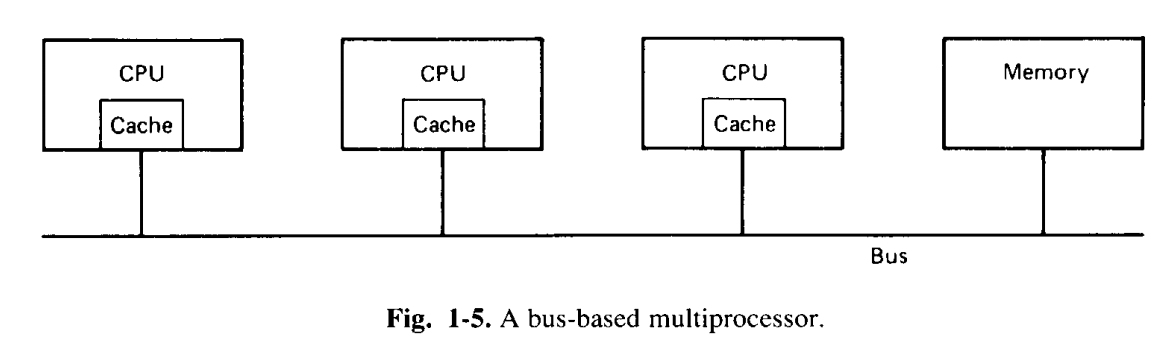 CPU
Cache
CPU
Cache
CPU
Cache
Memory
Bus
Fig. 1-5. A bus-based multiprocessor.